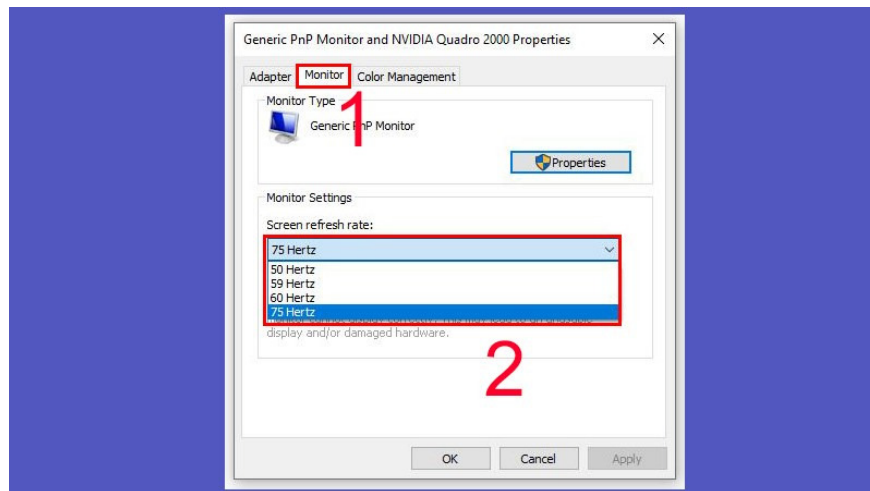 Generic PnP Monitor and NVIDIA Quadro 2000 Properties
Adapter Monitor Color Management
1
Monitor Type
Generic PnP Monitor
Properties
Monitor Settings
Screen refresh rate:
75 Hertz
50 Hertz
59 Hertz
60 Hertz
75 Hertz
display and/or damaged hardware.
2
OK Cancel Apply